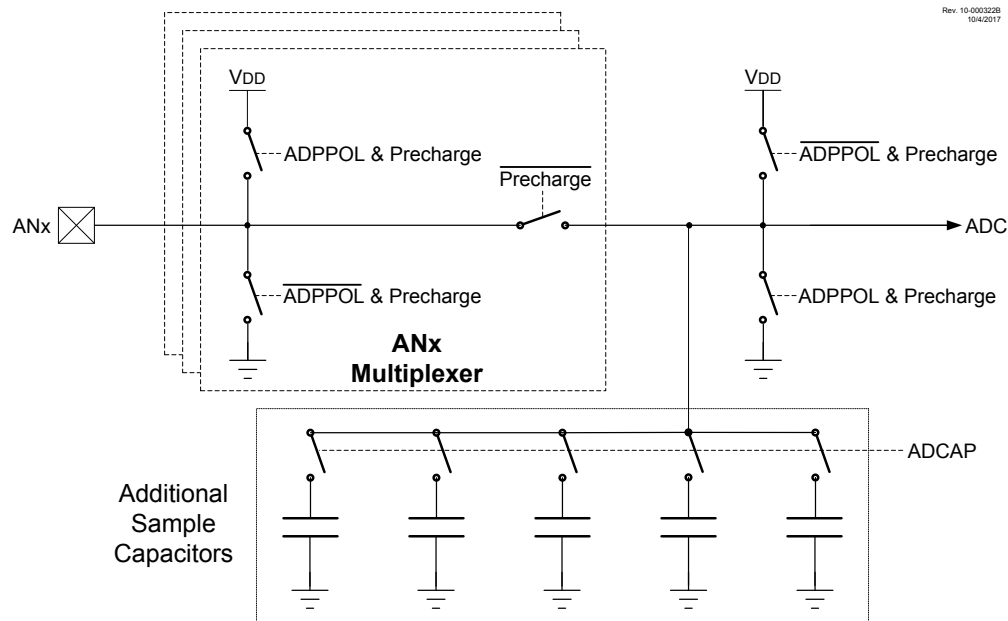 Rev. 10-000322B
10/4/2017
VDD
VDD
ADPPOL & Precharge
ADPPOL & Precharge
Precharge
ANx
ADC
ADPPOL & Precharge
ADPPOL & Precharge
ANx
Multiplexer
ADCAP
Additional
Sample
Capacitors